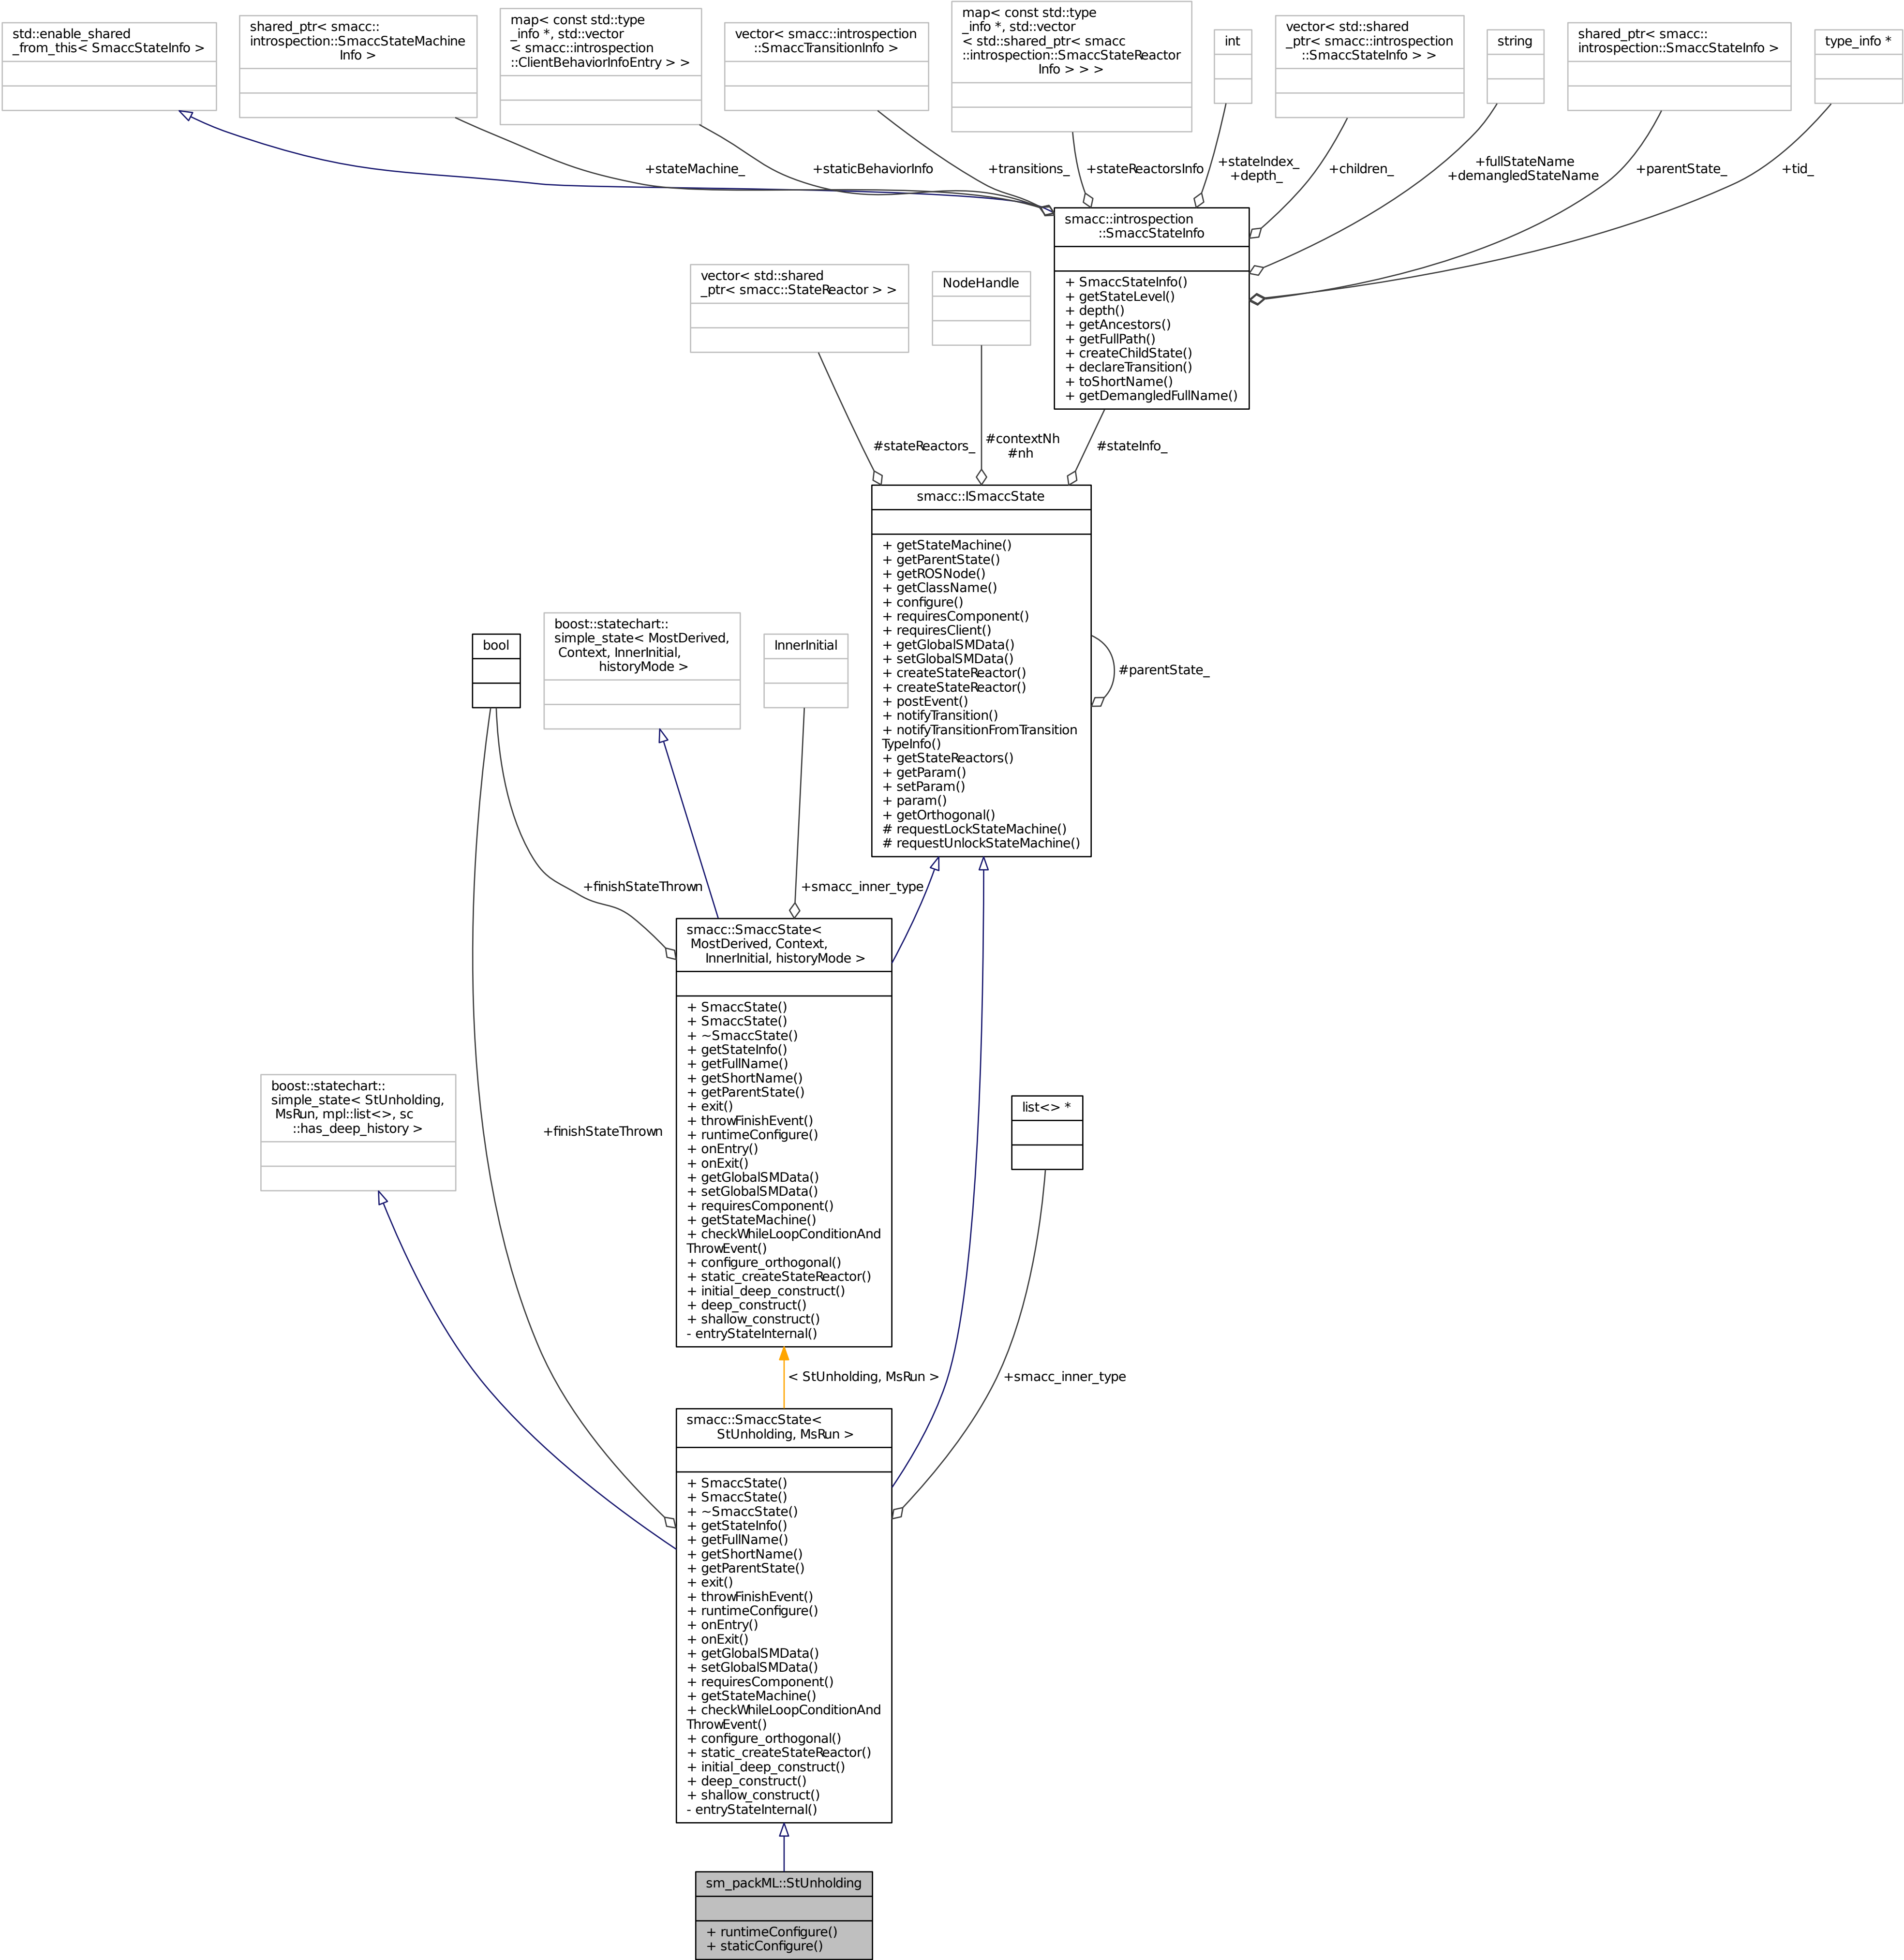 std::enable_shared
_from_this< SmaccStateInfo >
shared_ptr< smacc::
introspection::SmaccStateMachine
Info >
map< const std::type
_info *, std::vector
< smacc::introspection
::ClientBehaviorInfoEntry > >
vector< smacc::introspection
::SmaccTransitionInfo >
map< const std::type
_info *, std::vector
< std::shared_ptr< smacc
::introspection::SmaccStateReactor
Info > > >
int
vector< std::shared
_ptr< smacc::introspection
::SmaccStateInfo > >
string
shared_ptr< smacc::
introspection::SmaccStateInfo >
type_info *
+stateMachine_
+staticBehaviorInfo
+transitions_
+stateReactorsInfo
+stateIndex_
+depth_
+children_
+fullStateName
+demangledStateName
+parentState_
+tid_
smacc::introspection
::SmaccStateInfo
+ SmaccStateInfo()
+ getStateLevel()
+ depth()
+ getAncestors()
+ getFullPath()
+ createChildState()
+ declareTransition()
+ toShortName()
+ getDemangledFullName()
vector< std::shared
_ptr< smacc::StateReactor > >
NodeHandle
#stateReactors_
#contextNh
#nh
#stateInfo_
smacc::ISmaccState
+ getStateMachine()
+ getParentState()
+ getROSNode()
+ getClassName()
+ configure()
+ requiresComponent()
+ requiresClient()
+ getGlobalSMData()
+ setGlobalSMData()
+ createStateReactor()
+ createStateReactor()
+ postEvent()
+ notifyTransition()
+ notifyTransitionFromTransition
TypeInfo()
+ getStateReactors()
+ getParam()
+ setParam()
+ param()
+ getOrthogonal()
# requestLockStateMachine()
# requestUnlockStateMachine()
#parentState_
bool
boost::statechart::
simple_state< MostDerived,
Context, InnerInitial,
historyMode >
InnerInitial
+finishStateThrown
+smacc_inner_type
smacc::SmaccState<
MostDerived, Context,
InnerInitial, historyMode >
+ SmaccState()
+ SmaccState()
+ ~SmaccState()
+ getStateInfo()
+ getFullName()
+ getShortName()
+ getParentState()
+ exit()
+ throwFinishEvent()
+ runtimeConfigure()
+ onEntry()
+ onExit()
+ getGlobalSMData()
+ setGlobalSMData()
+ requiresComponent()
+ getStateMachine()
+ checkWhileLoopConditionAnd
ThrowEvent()
+ configure_orthogonal()
+ static_createStateReactor()
+ initial_deep_construct()
+ deep_construct()
+ shallow_construct()
- entryStateInternal()
boost::statechart::
simple_state< StUnholding,
MsRun, mpl::list<>, sc
::has_deep_history >
+finishStateThrown
list<> *
< StUnholding, MsRun >
+smacc_inner_type
smacc::SmaccState<
StUnholding, MsRun >
+ SmaccState()
+ SmaccState()
+ ~SmaccState()
+ getStateInfo()
+ getFullName()
+ getShortName()
+ getParentState()
+ exit()
+ throwFinishEvent()
+ runtimeConfigure()
+ onEntry()
+ onExit()
+ getGlobalSMData()
+ setGlobalSMData()
+ requiresComponent()
+ getStateMachine()
+ checkWhileLoopConditionAnd
ThrowEvent()
+ configure_orthogonal()
+ static_createStateReactor()
+ initial_deep_construct()
+ deep_construct()
+ shallow_construct()
- entryStateInternal()
sm_packML::StUnholding
+ runtimeConfigure()
+ staticConfigure()